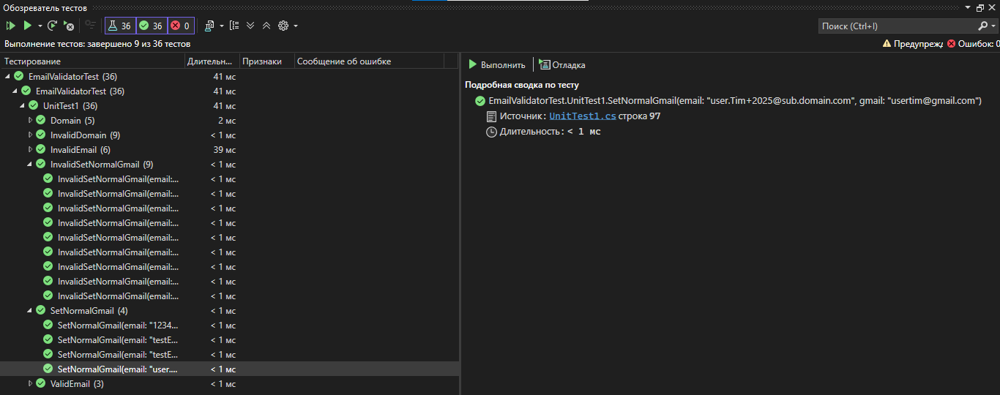 Обозреватель тестов
36 36 0
Поиск (Ctrl+I)
Выполнение тестов: завершено 9 из 36 тестов
Предупрежд Ошибок: 0
Тестирование Длительн... Признаки Сообщение об ошибке
EmailValidatorTest (36) 41 мс
EmailValidatorTest (36) 41 мс
UnitTest1 (36) 41 мс
Domain (5) 2 мс
InvalidDomain (9) < 1 мс
InvalidEmail (6) 39 мс
InvalidSetNormalGmail (9) < 1 мс
InvalidSetNormalGmail(email:... < 1 мс
InvalidSetNormalGmail(email:... < 1 мс
InvalidSetNormalGmail(email:... < 1 мс
InvalidSetNormalGmail(email:... < 1 мс
InvalidSetNormalGmail(email:... < 1 мс
InvalidSetNormalGmail(email:... < 1 мс
InvalidSetNormalGmail(email:... < 1 мс
InvalidSetNormalGmail(email:... < 1 мс
InvalidSetNormalGmail(email:... < 1 мс
SetNormalGmail (4) < 1 мс
SetNormalGmail(email: "1234... < 1 мс
SetNormalGmail(email: "testE... < 1 мс
SetNormalGmail(email: "testE... < 1 мс
SetNormalGmail(email: "user.... < 1 мс
ValidEmail (3) < 1 мс
Выполнить Отладка
Подробная сводка по тесту
EmailValidatorTest.UnitTest1.SetNormalGmail(email: "user.Tim+2025@sub.domain.com", gmail: "usertim@gmail.com")
Источник: UnitTest1.cs строка 97
Длительность: < 1 мс